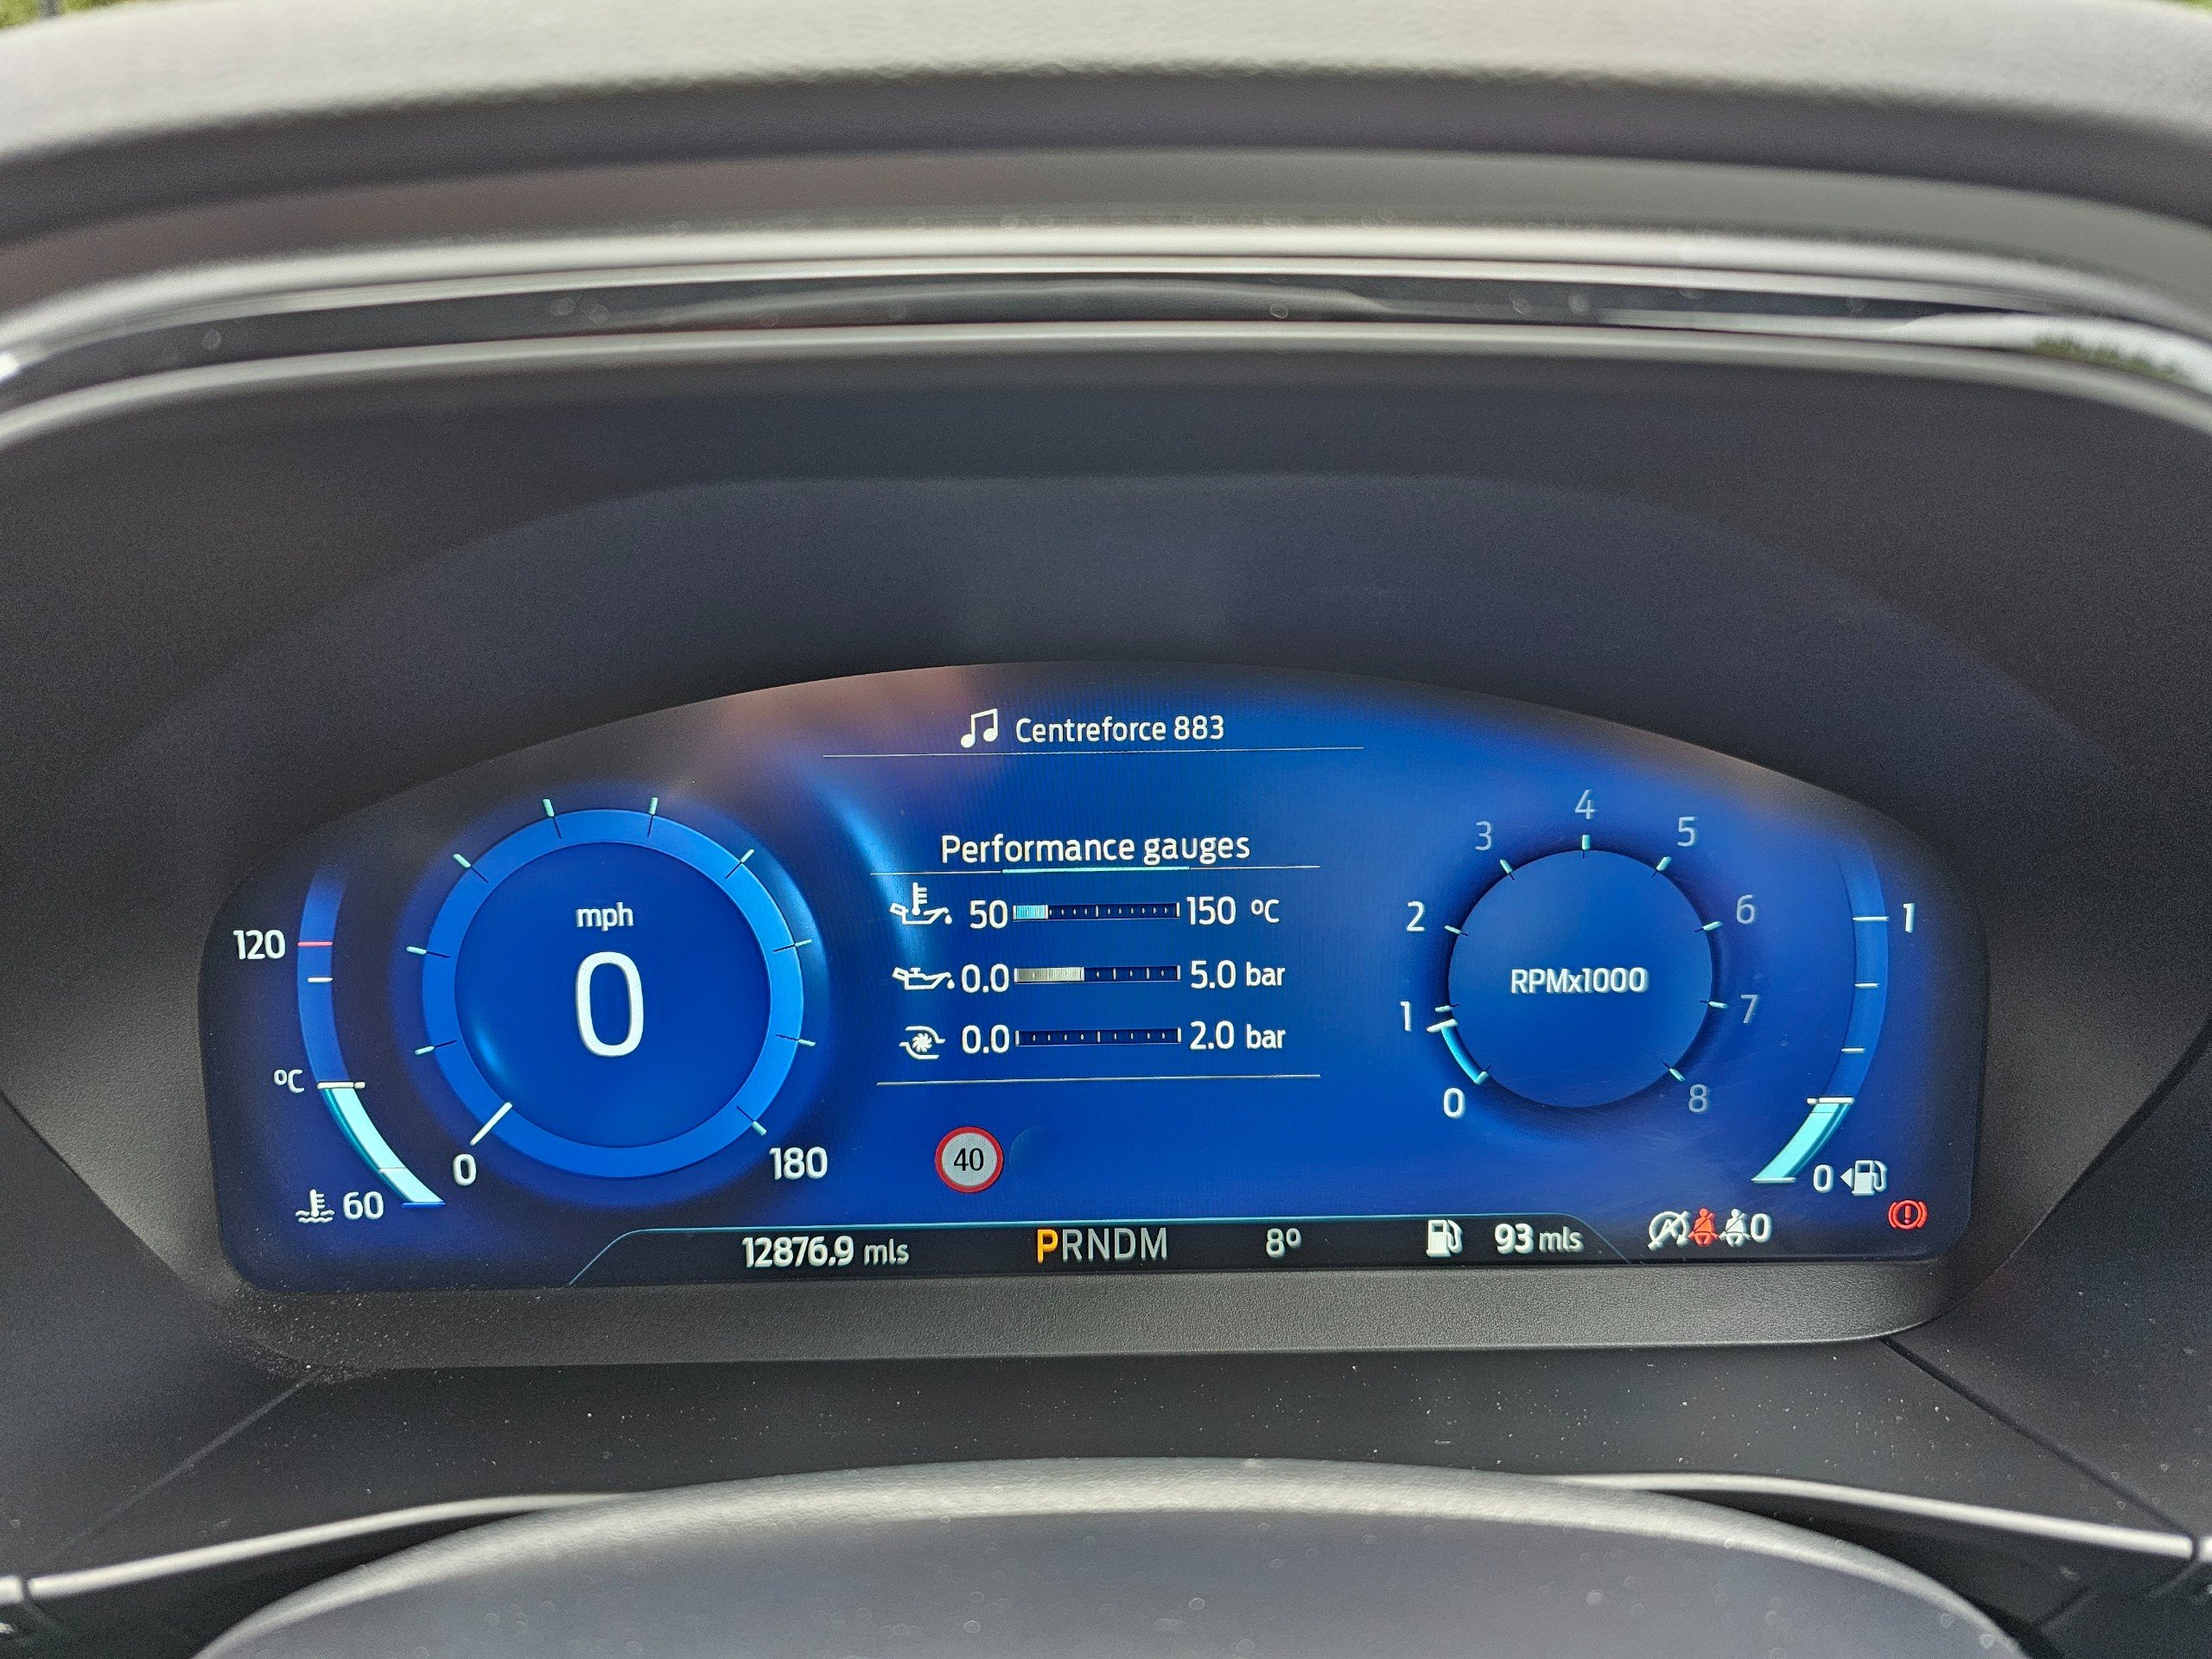 Centreforce 883
Performance gauges
50 150 ºC
0.0 5.0 bar
0.0 2.0 bar
120
ºC
60
mph
0
0 180
40
RPMx1000
0 1 2 3 4 5 6 7 8
1
0
12876.9 mls PRNDM 8º 93 mls 0